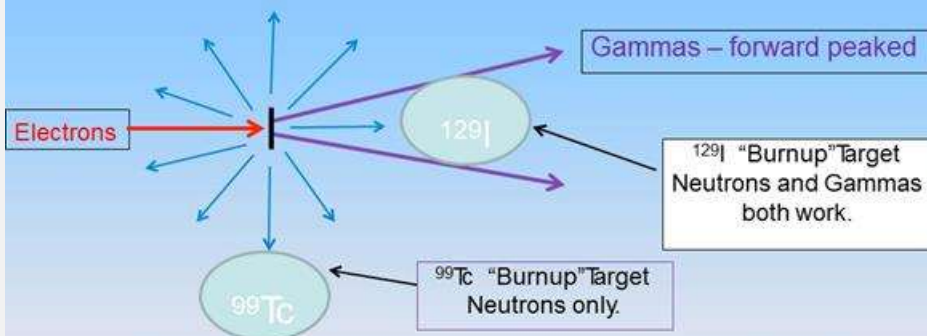 Gammas – forward peaked
Electrons
¹²⁹I
¹²⁹I “Burnup”Target
Neutrons and Gammas
both work.
⁹⁹Tc “Burnup”Target
Neutrons only.
⁹⁹Tc